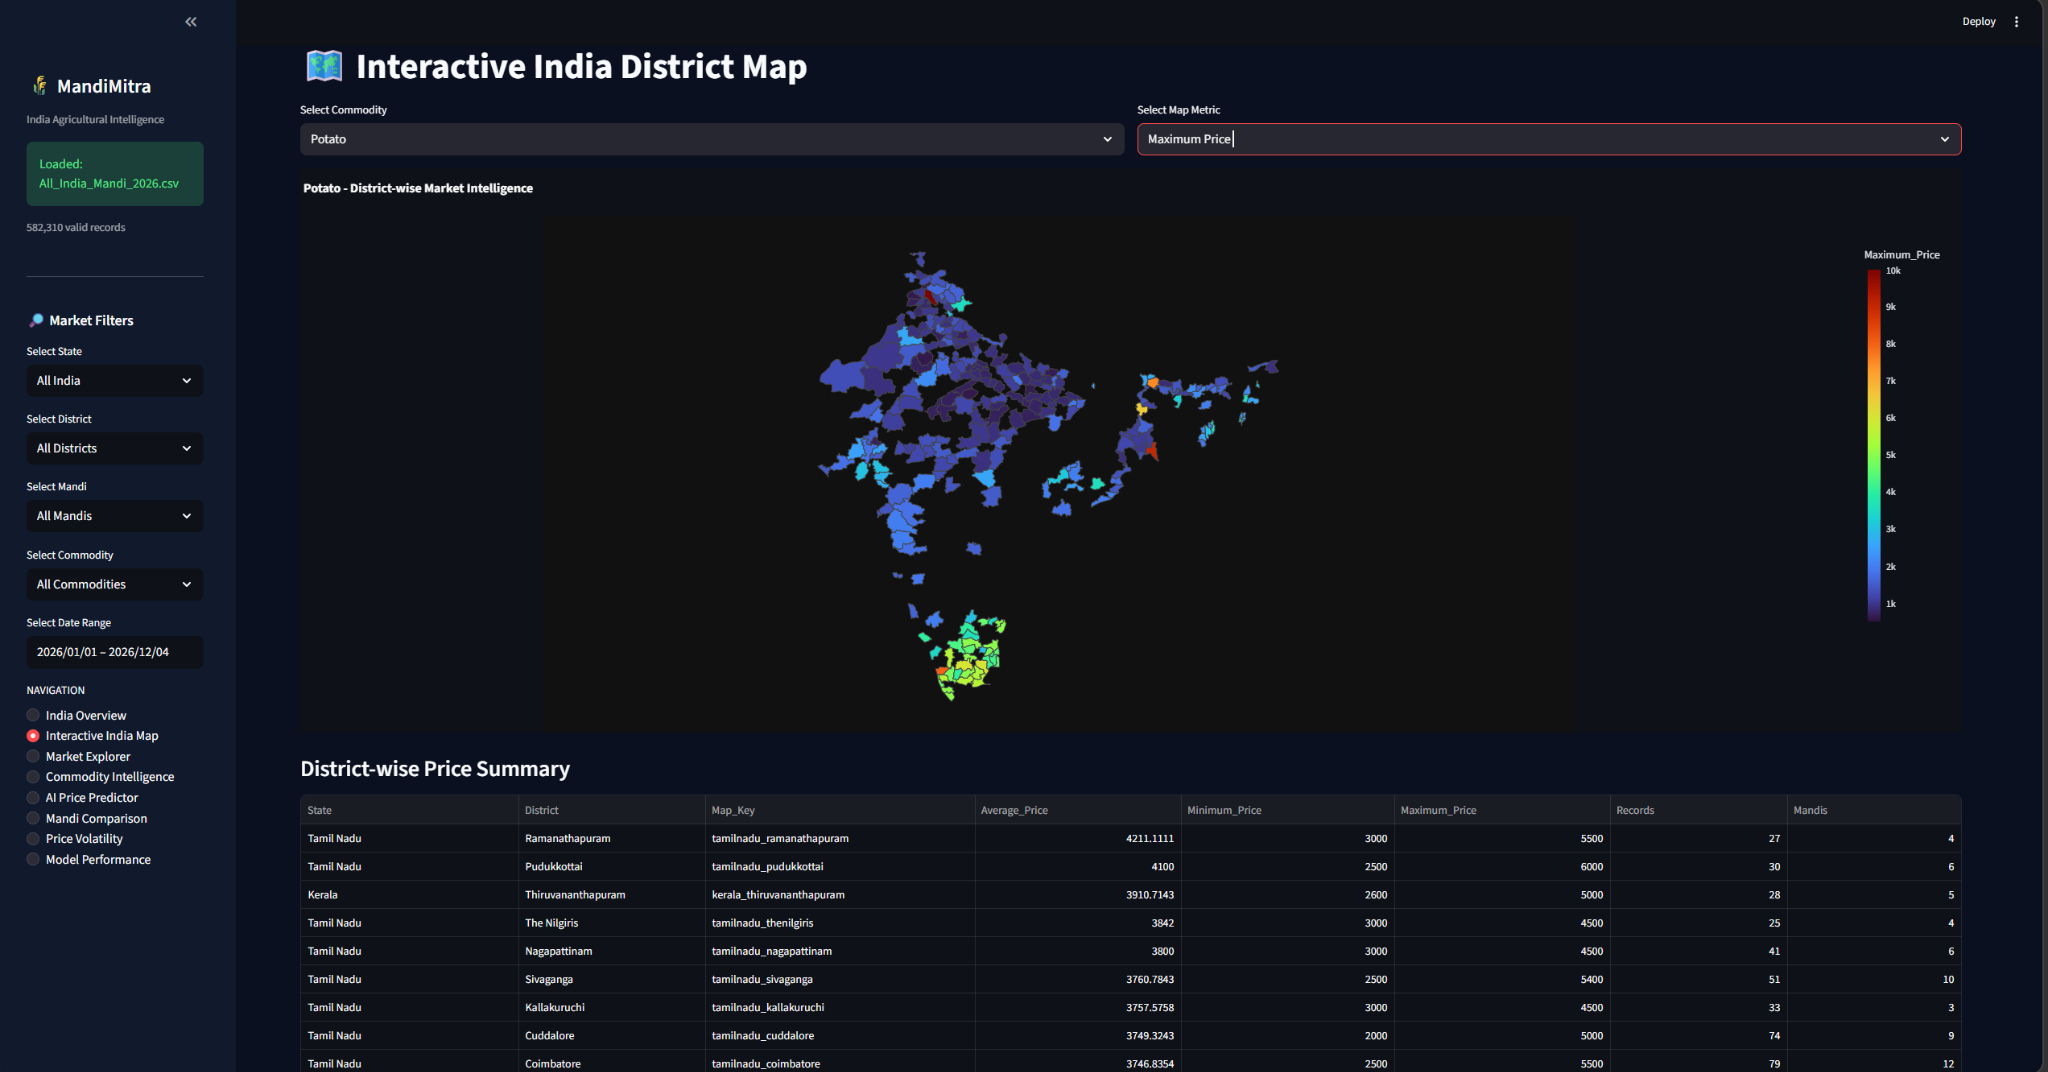 Deploy
MandiMitra
India Agricultural Intelligence
Loaded:
All_India_Mandi_2026.csv
582,310 valid records
Market Filters
Select State
All India
Select District
All Districts
Select Mandi
All Mandis
Select Commodity
All Commodities
Select Date Range
2026/01/01 – 2026/12/04
NAVIGATION
India Overview
Interactive India Map
Market Explorer
Commodity Intelligence
AI Price Predictor
Mandi Comparison
Price Volatility
Model Performance
Interactive India District Map
Select Commodity
Potato
Select Map Metric
Maximum Price
Potato - District-wise Market Intelligence
Maximum_Price
10k
9k
8k
7k
6k
5k
4k
3k
2k
1k
District-wise Price Summary
State District Map_Key Average_Price Minimum_Price Maximum_Price Records Mandis
Tamil Nadu Ramanathapuram tamilnadu_ramanathapuram 4211.1111 3000 5500 27 4
Tamil Nadu Pudukkottai tamilnadu_pudukkottai 4100 2500 6000 30 6
Kerala Thiruvananthapuram kerala_thiruvananthapuram 3910.7143 2600 5000 28 5
Tamil Nadu The Nilgiris tamilnadu_thenilgiris 3842 3000 4500 25 4
Tamil Nadu Nagapattinam tamilnadu_nagapattinam 3800 3000 4500 41 6
Tamil Nadu Sivaganga tamilnadu_sivaganga 3760.7843 2500 5400 51 10
Tamil Nadu Kallakuruchi tamilnadu_kallakuruchi 3757.5758 3000 4500 33 3
Tamil Nadu Cuddalore tamilnadu_cuddalore 3749.3243 2000 5000 74 9
Tamil Nadu Coimbatore tamilnadu_coimbatore 3746.8354 2500 5500 79 12